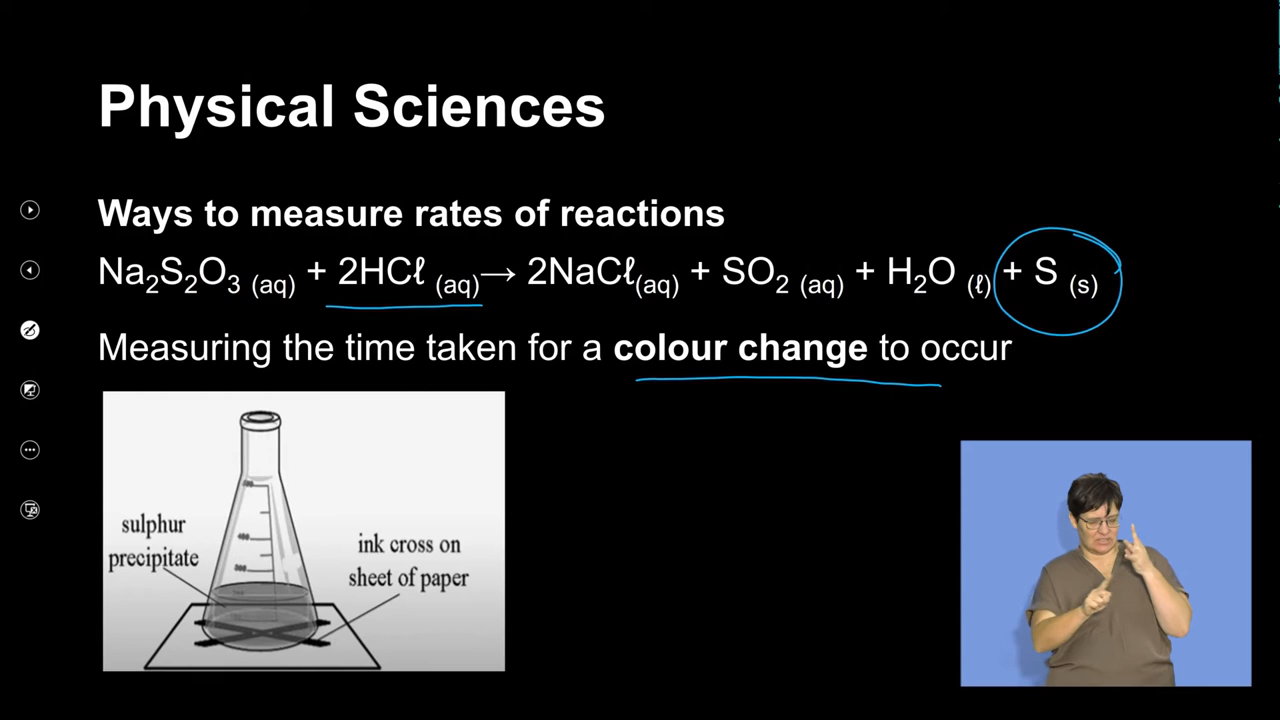 Physical Sciences
Ways to measure rates of reactions
Na₂S₂O₃ (aq) + 2HCℓ (aq)→ 2NaCℓ(aq) + SO₂ (aq) + H₂O (ℓ) + S (s)
Measuring the time taken for a colour change to occur
sulphur
precipitate
ink cross on
sheet of paper